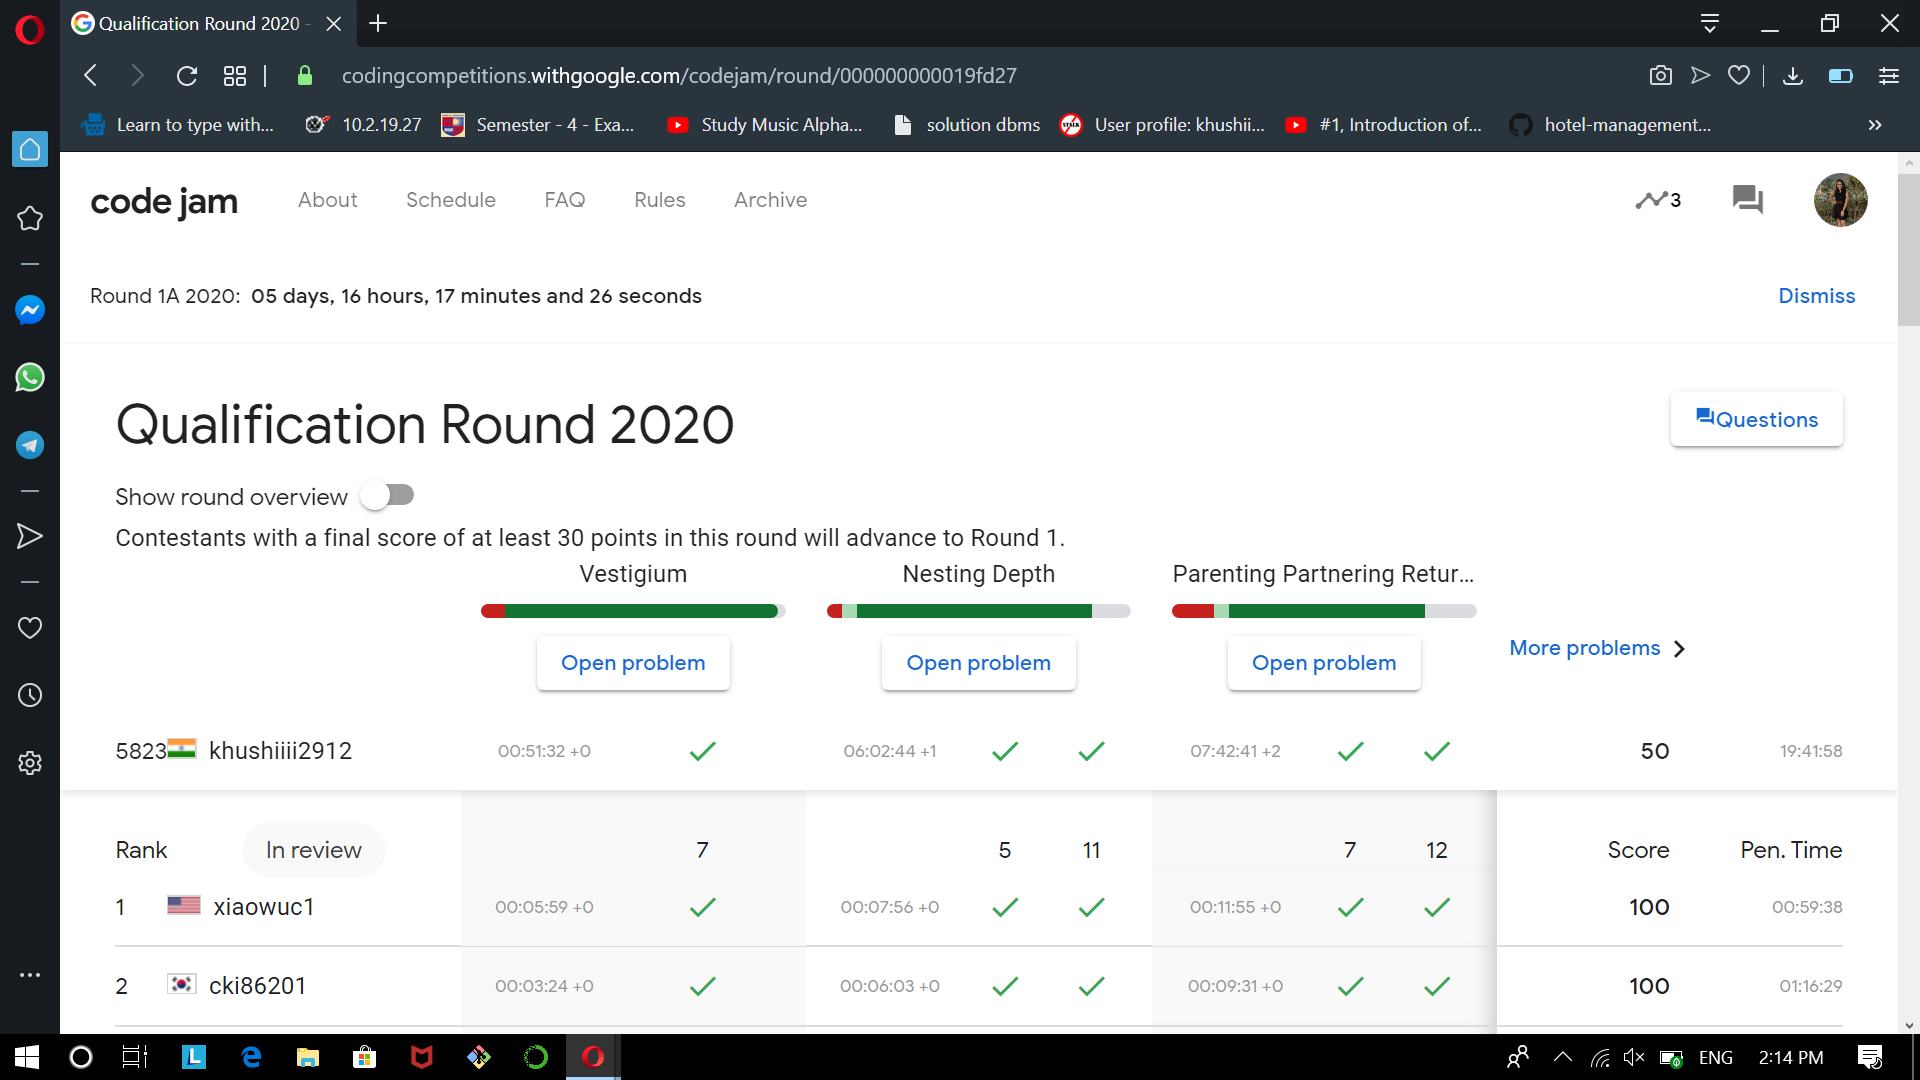 Qualification Round 2020 -
codingcompetitions.withgoogle.com/codejam/round/000000000019fd27
Learn to type with... 10.2.19.27 Semester - 4 - Exa... Study Music Alpha... solution dbms User profile: khushii... #1, Introduction of... hotel-management...
code jam About Schedule FAQ Rules Archive 3
Round 1A 2020: 05 days, 16 hours, 17 minutes and 26 seconds Dismiss
Qualification Round 2020 Questions
Show round overview
Contestants with a final score of at least 30 points in this round will advance to Round 1.
Vestigium Nesting Depth Parenting Partnering Retur...
Open problem Open problem Open problem More problems
5823 khushiiii2912 00:51:32 +0 06:02:44 +1 07:42:41 +2 50 19:41:58
Rank In review 7 5 11 7 12 Score Pen. Time
1 xiaowuc1 00:05:59 +0 00:07:56 +0 00:11:55 +0 100 00:59:38
2 cki86201 00:03:24 +0 00:06:03 +0 00:09:31 +0 100 01:16:29
L ENG 2:14 PM